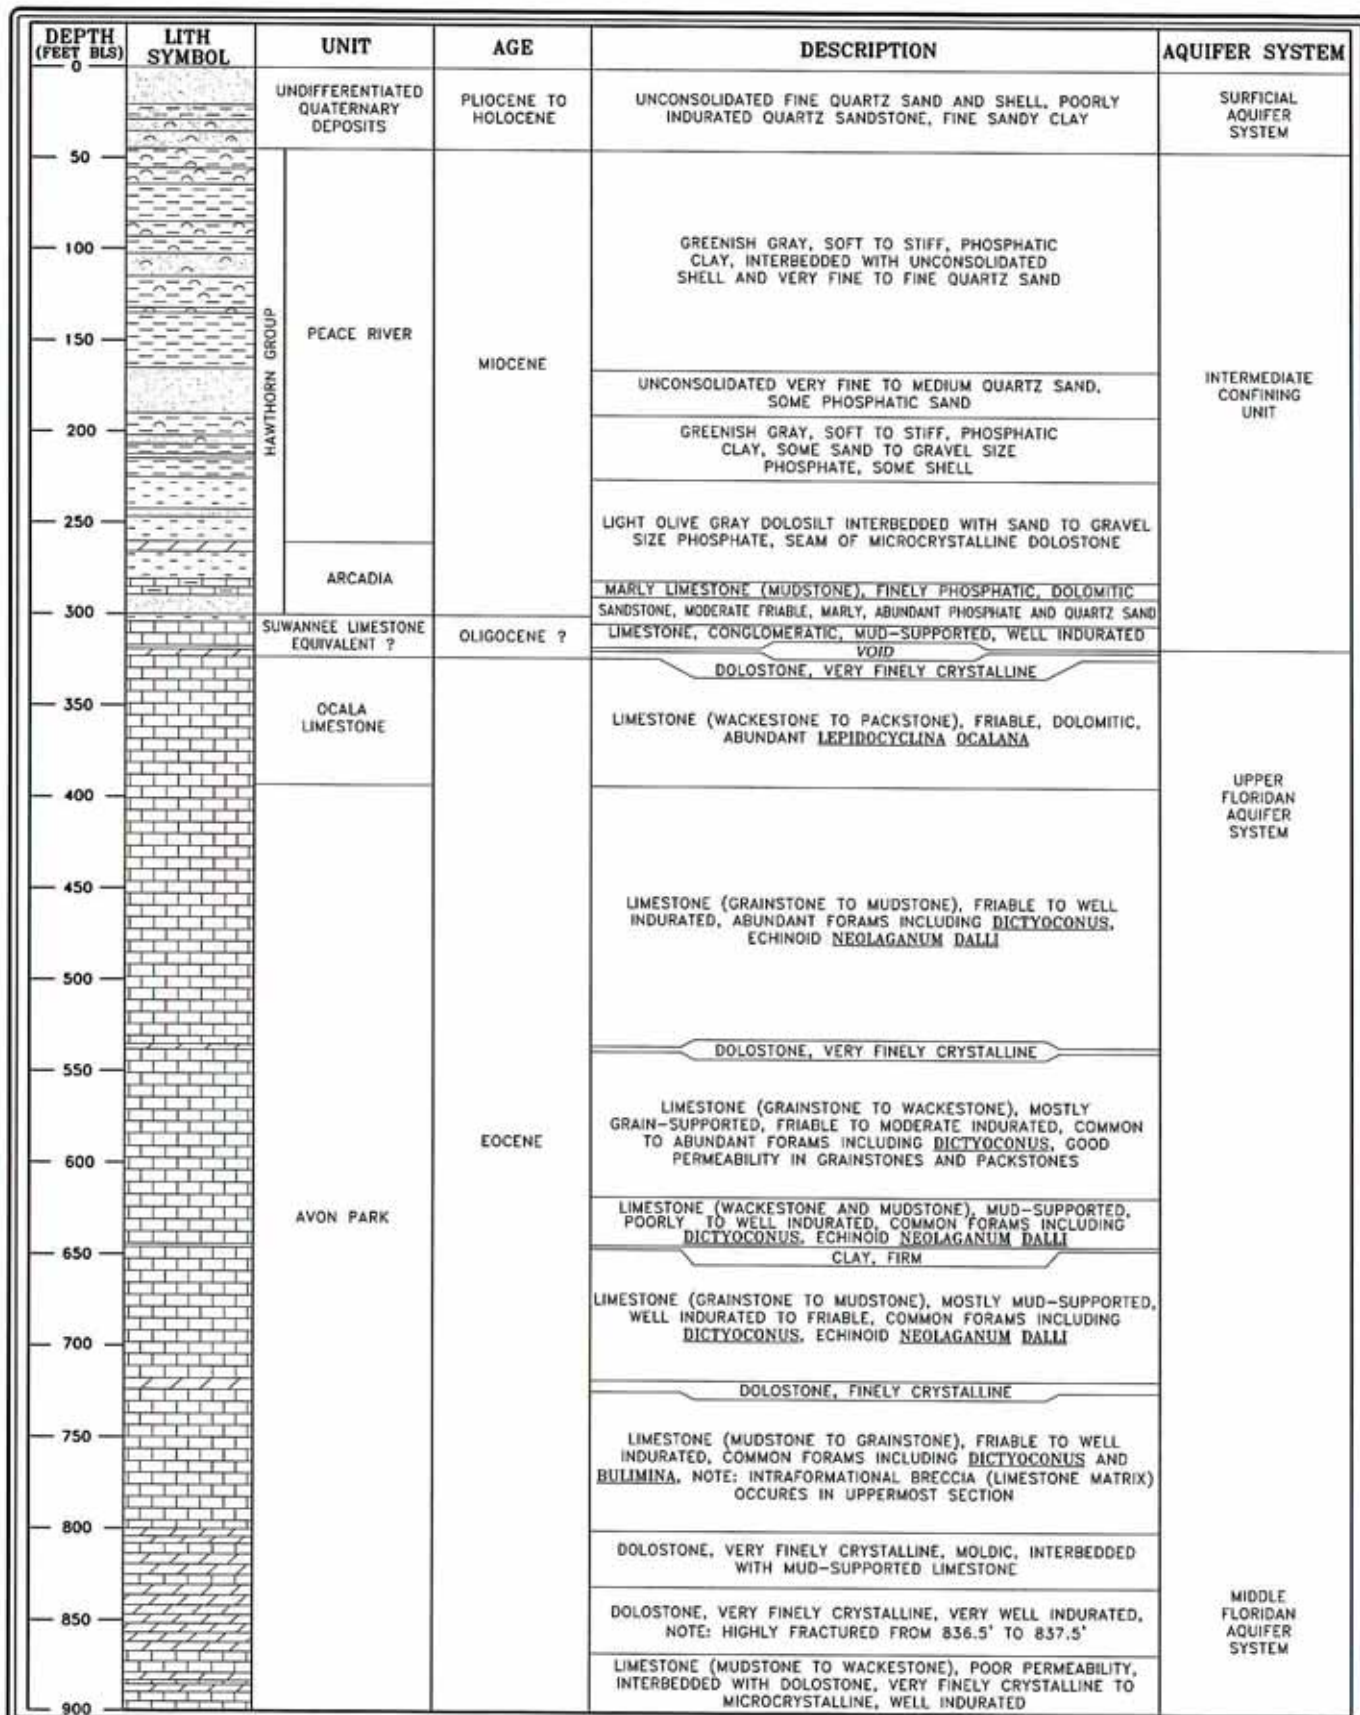 DEPTH
(FEET BLS)
LITH
SYMBOL
UNIT
AGE
DESCRIPTION
AQUIFER SYSTEM
0
UNDIFFERENTIATED
QUATERNARY
DEPOSITS
PLIOCENE TO
HOLOCENE
UNCONSOLIDATED FINE QUARTZ SAND AND SHELL, POORLY
INDURATED QUARTZ SANDSTONE, FINE SANDY CLAY
SURFICIAL
AQUIFER
SYSTEM
50
100
150
200
250
300
HAWTHORN GROUP
PEACE RIVER
MIOCENE
GREENISH GRAY, SOFT TO STIFF, PHOSPHATIC
CLAY, INTERBEDDED WITH UNCONSOLIDATED
SHELL AND VERY FINE TO FINE QUARTZ SAND
UNCONSOLIDATED VERY FINE TO MEDIUM QUARTZ SAND,
SOME PHOSPHATIC SAND
INTERMEDIATE
CONFINING
UNIT
GREENISH GRAY, SOFT TO STIFF, PHOSPHATIC
CLAY, SOME SAND TO GRAVEL SIZE
PHOSPHATE, SOME SHELL
LIGHT OLIVE GRAY DOLOSILT INTERBEDDED WITH SAND TO GRAVEL
SIZE PHOSPHATE, SEAM OF MICROCRYSTALLINE DOLOSTONE
ARCADIA
MARLY LIMESTONE (MUDSTONE), FINELY PHOSPHATIC, DOLOMITIC
SANDSTONE, MODERATE FRIABLE, MARLY, ABUNDANT PHOSPHATE AND QUARTZ SAND
SUWANNEE LIMESTONE
EQUIVALENT ?
OLIGOCENE ?
LIMESTONE, CONGLOMERATIC, MUD-SUPPORTED, WELL INDURATED
VOID
DOLOSTONE, VERY FINELY CRYSTALLINE
350
OCALA
LIMESTONE
LIMESTONE (WACKESTONE TO PACKSTONE), FRIABLE, DOLOMITIC,
ABUNDANT LEPIDOCYCLINA OCALANA
400
UPPER
FLORIDAN
AQUIFER
SYSTEM
450
LIMESTONE (GRAINSTONE TO MUDSTONE), FRIABLE TO WELL
INDURATED, ABUNDANT FORAMS INCLUDING DICTYOCONUS,
ECHINOID NEOLAGANUM DALLI
500
DOLOSTONE, VERY FINELY CRYSTALLINE
550
EOCENE
LIMESTONE (GRAINSTONE TO WACKESTONE), MOSTLY
GRAIN-SUPPORTED, FRIABLE TO MODERATE INDURATED, COMMON
TO ABUNDANT FORAMS INCLUDING DICTYOCONUS, GOOD
PERMEABILITY IN GRAINSTONES AND PACKSTONES
600
AVON PARK
LIMESTONE (WACKESTONE AND MUDSTONE), MUD-SUPPORTED,
POORLY TO WELL INDURATED, COMMON FORAMS INCLUDING
DICTYOCONUS, ECHINOID NEOLAGANUM DALLI
650
CLAY, FIRM
LIMESTONE (GRAINSTONE TO MUDSTONE), MOSTLY MUD-SUPPORTED,
WELL INDURATED TO FRIABLE, COMMON FORAMS INCLUDING
DICTYOCONUS, ECHINOID NEOLAGANUM DALLI
700
DOLOSTONE, FINELY CRYSTALLINE
750
LIMESTONE (MUDSTONE TO GRAINSTONE), FRIABLE TO WELL
INDURATED, COMMON FORAMS INCLUDING DICTYOCONUS AND
BULIMINA, NOTE: INTRAFORMATIONAL BRECCIA (LIMESTONE MATRIX)
OCCURES IN UPPERMOST SECTION
800
DOLOSTONE, VERY FINELY CRYSTALLINE, MOLDIC, INTERBEDDED
WITH MUD-SUPPORTED LIMESTONE
850
DOLOSTONE, VERY FINELY CRYSTALLINE, VERY WELL INDURATED,
NOTE: HIGHLY FRACTURED FROM 836.5' TO 837.5'
MIDDLE
FLORIDAN
AQUIFER
SYSTEM
LIMESTONE (MUDSTONE TO WACKESTONE), POOR PERMEABILITY,
INTERBEDDED WITH DOLOSTONE, VERY FINELY CRYSTALLINE TO
MICROCRYSTALLINE, WELL INDURATED
900